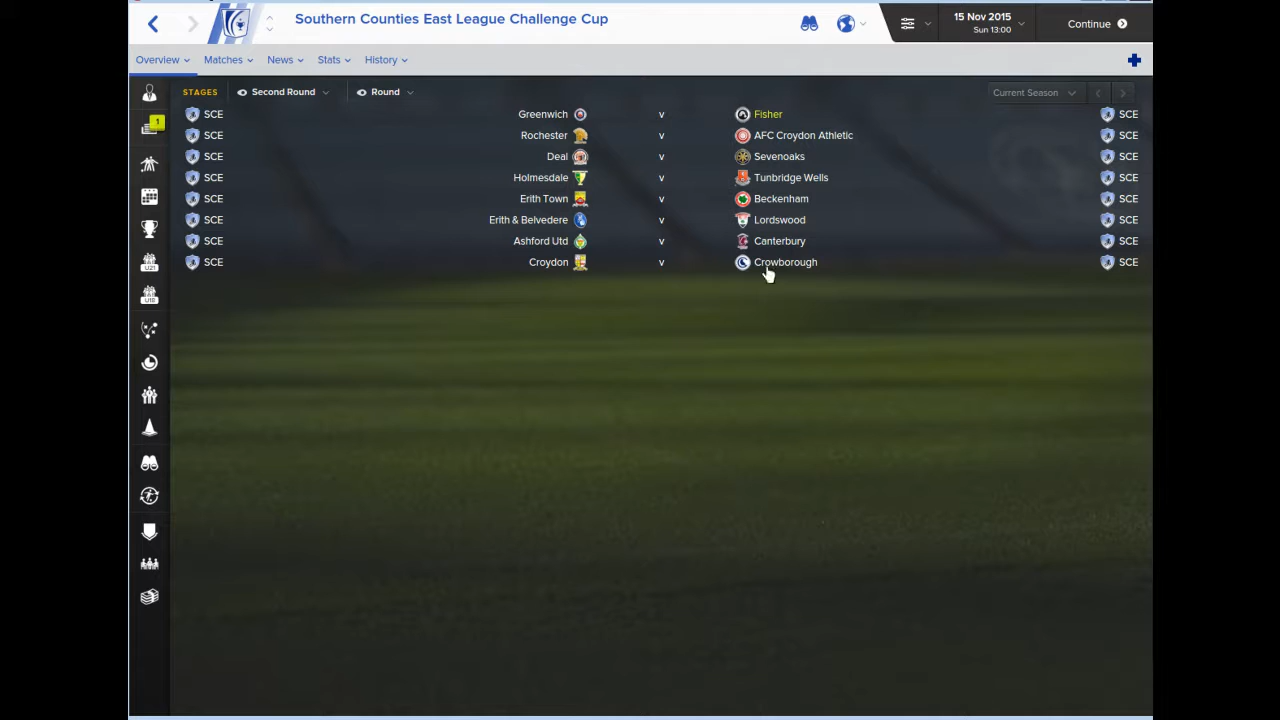 Southern Counties East League Challenge Cup
15 Nov 2015
Sun 13:00
Continue
Overview Matches News Stats History
1
STAGES Second Round Round Current Season
SCE Greenwich v Fisher SCE
SCE Rochester v AFC Croydon Athletic SCE
SCE Deal v Sevenoaks SCE
SCE Holmesdale v Tunbridge Wells SCE
SCE Erith Town v Beckenham SCE
SCE Erith & Belvedere v Lordswood SCE
SCE Ashford Utd v Canterbury SCE
SCE Croydon v Crowborough SCE
U21
U18